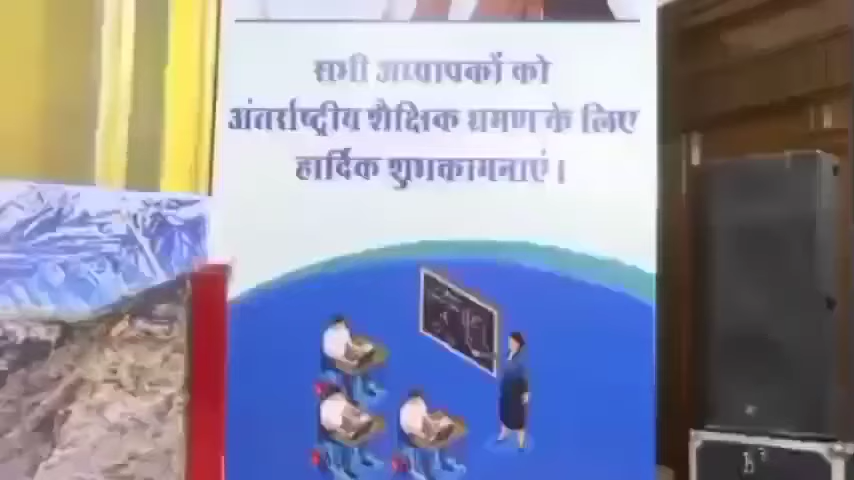 सभी अध्यापकों को
अंतर्राष्ट्रीय शैक्षिक भ्रमण के लिए
हार्दिक शुभकामनाएं।